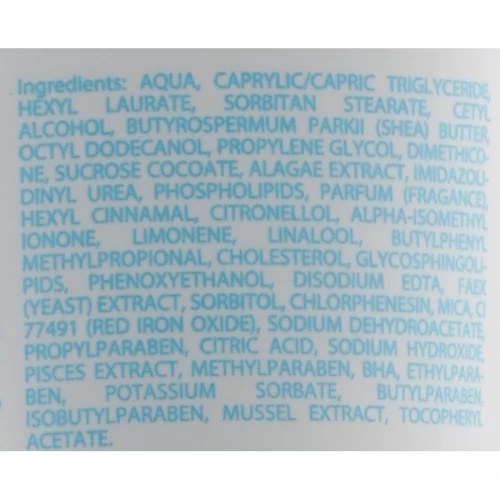 Ingredients: AQUA, CAPRYLIC/CAPRIC TRIGLYCERIDE,
HEXYL LAURATE, SORBITAN STEARATE, CETYL
ALCOHOL, BUTYROSPERMUM PARKII (SHEA) BUTTER,
OCTYL DODECANOL, PROPYLENE GLYCOL, DIMETHICO-
NE, SUCROSE COCOATE, ALAGAE EXTRACT, IMIDAZOLI-
DINYL UREA, PHOSPHOLIPIDS, PARFUM (FRAGANCE)
HEXYL CINNAMAL, CITRONELLOL, ALPHA-ISOMETHYL
IONONE, LIMONENE, LINALOOL, BUTYLPHENYL
METHYLPROPIONAL, CHOLESTEROL, GLYCOSPHINGOLI-
PIDS, PHENOXYETHANOL, DISODIUM EDTA, FAEX
(YEAST) EXTRACT, SORBITOL, CHLORPHENESIN, MICA, CI
77491 (RED IRON OXIDE), SODIUM DEHYDROACETATE,
PROPYLPARABEN, CITRIC ACID, SODIUM HYDROXIDE,
PISCES EXTRACT, METHYLPARABEN, BHA, ETHYLPARA-
BEN, POTASSIUM SORBATE, BUTYLPARABEN,
ISOBUTYLPARABEN, MUSSEL EXTRACT, TOCOPHERYL
ACETATE.